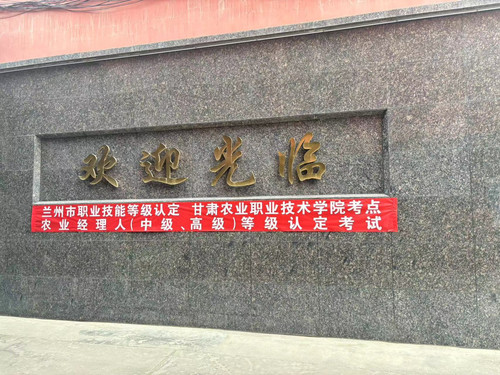 欢迎光临
兰州市职业技能等级认定 甘肃农业职业技术学院考点
农业经理人(中级、高级)等级认定考试